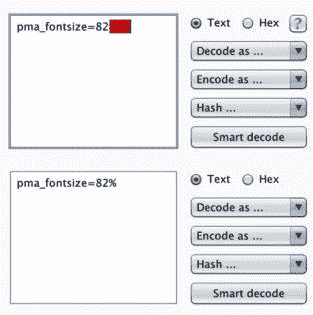 pma_fontsize=82
Text
Hex
?
Decode as ...
Encode as ...
Hash ...
Smart decode
pma_fontsize=82%
Text
Hex
Decode as ...
Encode as ...
Hash ...
Smart decode